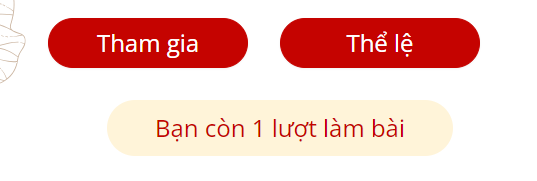 Tham gia
Thể lệ
Bạn còn 1 lượt làm bài